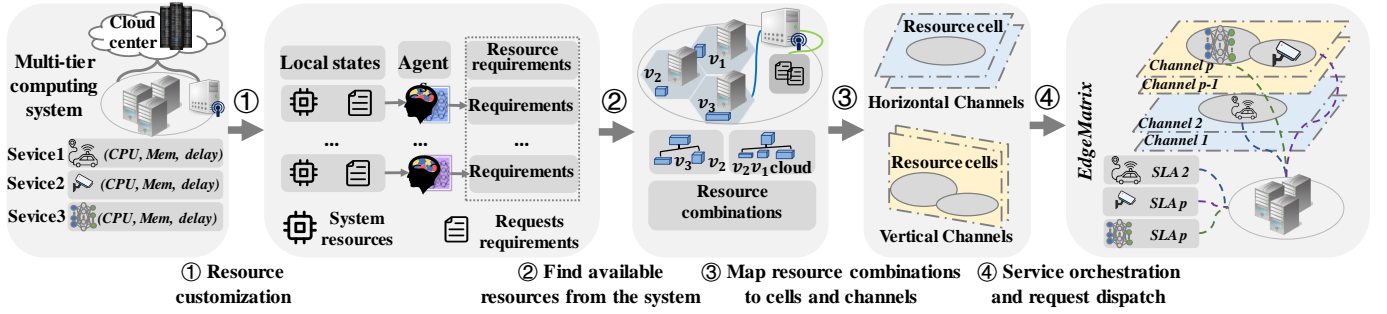 Cloud
center
Multi-tier
computing
system
Sevice1
(CPU, Mem, delay)
Sevice2
(CPU, Mem, delay)
Sevice3
(CPU, Mem, delay)
①
Local states
Agent
Resource
requirements
Requirements
Requirements
...
...
...
Requirements
System
resources
Requests
requirements
②
v1
v2
v3
v3
v2
v2
v1
cloud
Resource
combinations
③
Resource cell
Horizontal Channels
Resource cells
Vertical Channels
④
EdgeMatrix
Channel p
Channel p-1
Channel 2
Channel 1
SLA 2
SLA p
SLA p
① Resource
customization
② Find available
resources from the system
③ Map resource combinations
to cells and channels
④ Service orchestration
and request dispatch